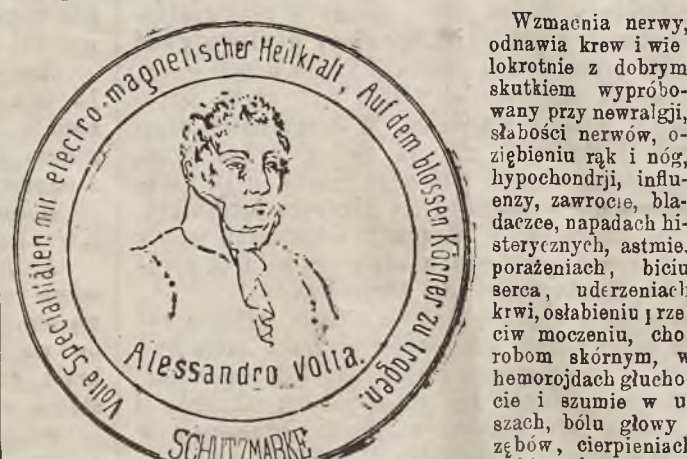 Volta Specialitäten mit electro-magnetischer Heilkraft, Auf dem blossen Körper zu tragen!
Alessandro Volta.
SCHUTZMARKE
Wzmacnia nerwy,
odnawia krew i wie
lokrotnie z dobrym
skutkiem wypróbo-
wany przy newralgji,
słabości nerwów, o-
ziębieniu rąk i nóg,
hypochondrji, influ-
enzy, zawrocie, bla-
daczce, napadach hi-
sterycznych, astmie.
porażeniach, biciu
serca, uderzeniach
krwi, osłabieniu prze
ciw moczeniu, cho
robom skórnym, w
hemorojdach głucho
cie i szumie w u
szach, bólu głowy
zębów, cierpieniach